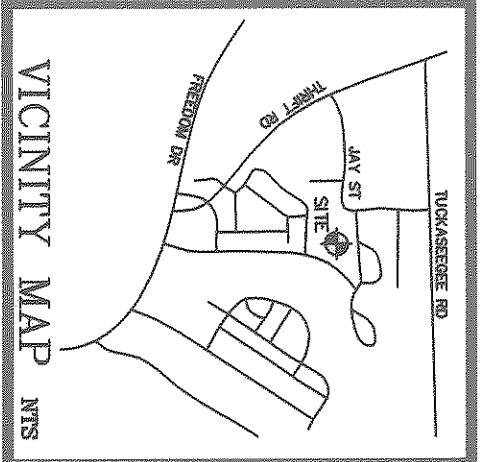 TUCKASEEGEE RD
JAY ST
THRIFT RD
SITE
FREEDOM DR
VICINITY MAP NTS